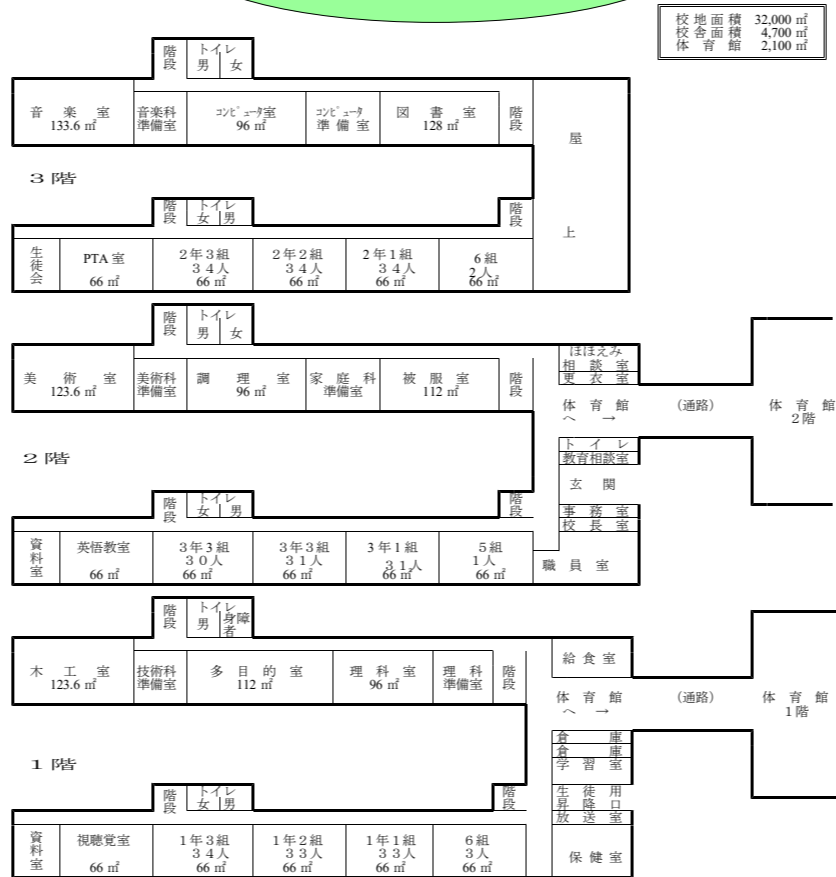 校地面積 32,000 ㎡
校舎面積 4,700 ㎡
体育館 2,100 ㎡
階段 トイレ 男 女
音楽室 133.6 ㎡
音楽科準備室
ｺﾝﾋﾟｭｰﾀ室 96 ㎡
ｺﾝﾋﾟｭｰﾀ準備室
図書室 128 ㎡
階段
屋上
3階
階段 トイレ 女 男
階段
生徒会
PTA室 66 ㎡
2年3組 34人 66 ㎡
2年2組 34人 66 ㎡
2年1組 34人 66 ㎡
6組 2人 66 ㎡
階段 トイレ 男 女
美術室 123.6 ㎡
美術科準備室
調理室 96 ㎡
家庭科準備室
被服室 112 ㎡
階段
ほほえみ
相談室
更衣室
体育館へ →
(通路)
体育館 2階
トイレ
教育相談室
玄関
事務室
校長室
職員室
2階
階段 トイレ 女 男
階段
資料室
英悟教室 66 ㎡
3年3組 30人 66 ㎡
3年3組 31人 66 ㎡
3年1組 31人 66 ㎡
5組 1人 66 ㎡
階段 トイレ 男 身障者
木工室 123.6 ㎡
技術科準備室
多目的室 112 ㎡
理科室 96 ㎡
理科準備室
階段
給食室
体育館へ →
(通路)
体育館 1階
倉庫
倉庫
学習室
生徒用昇降口
放送室
保健室
1階
階段 トイレ 女 男
階段
資料室
視聴覚室 66 ㎡
1年3組 34人 66 ㎡
1年2組 33人 66 ㎡
1年1組 33人 66 ㎡
6組 3人 66 ㎡